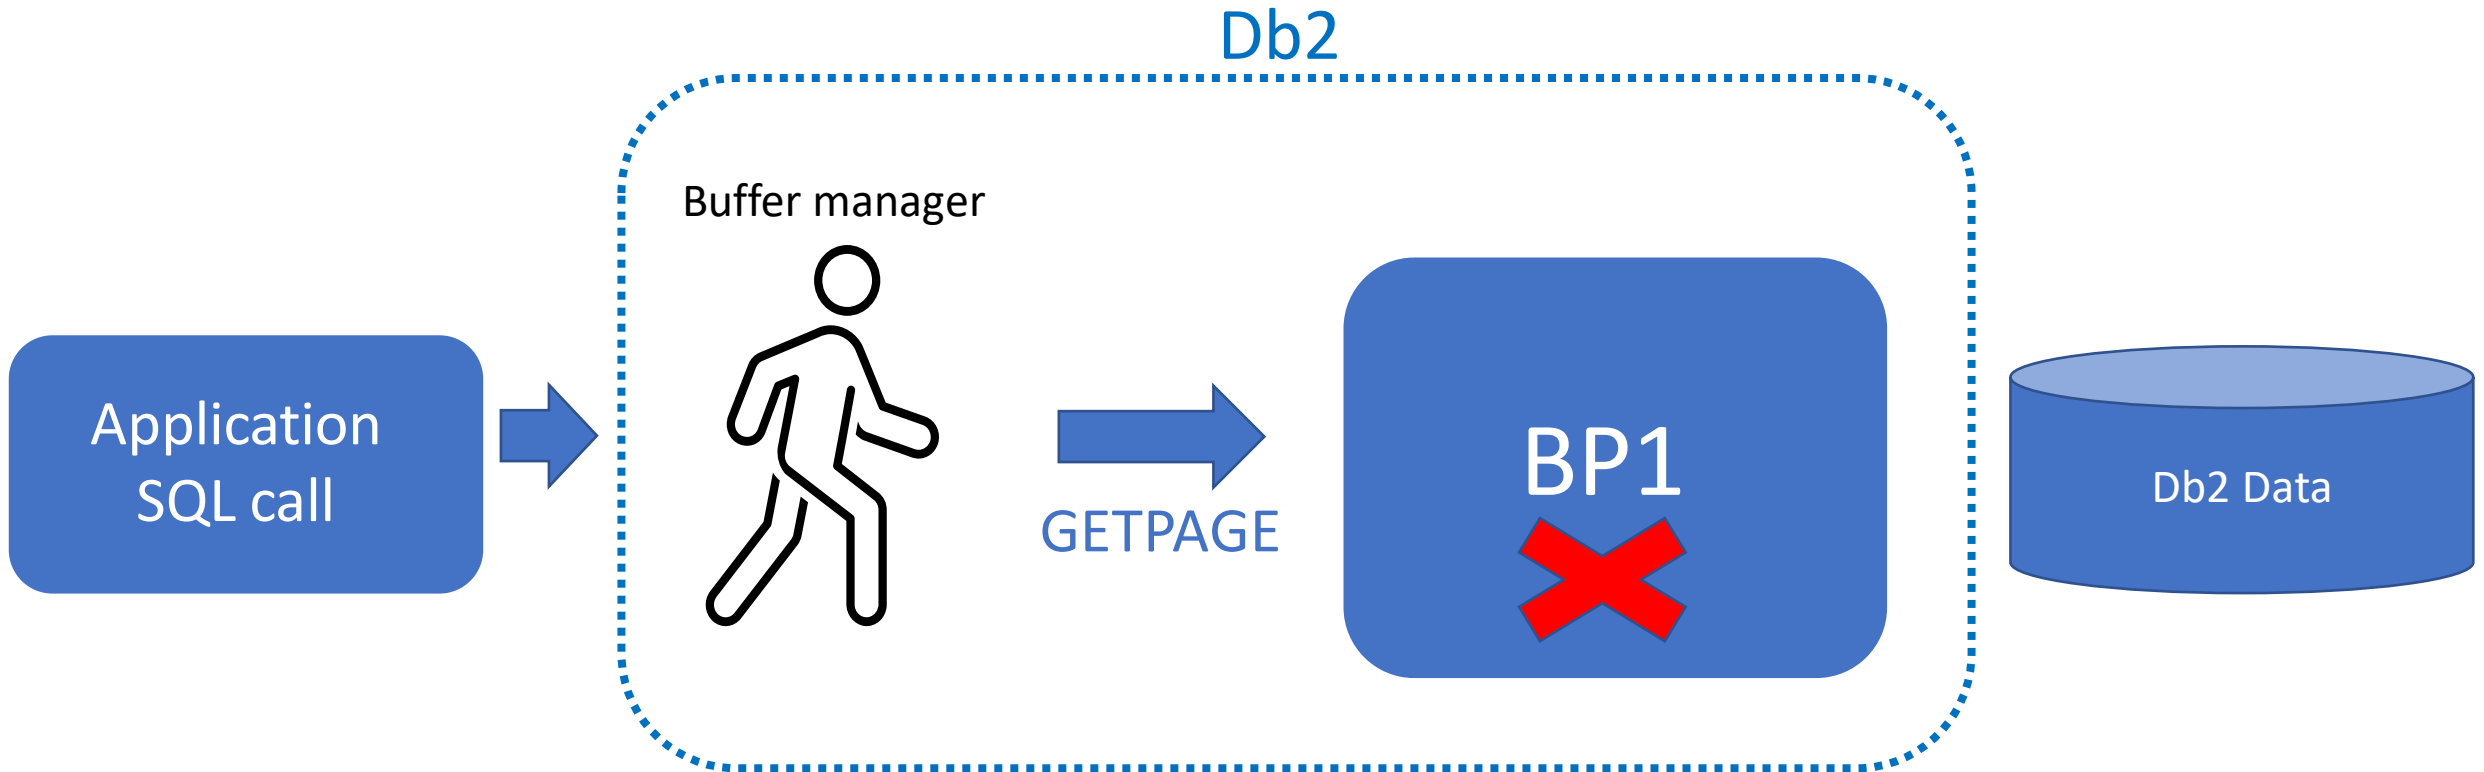 Db2
Buffer manager
Application
SQL call
GETPAGE
BP1
Db2 Data